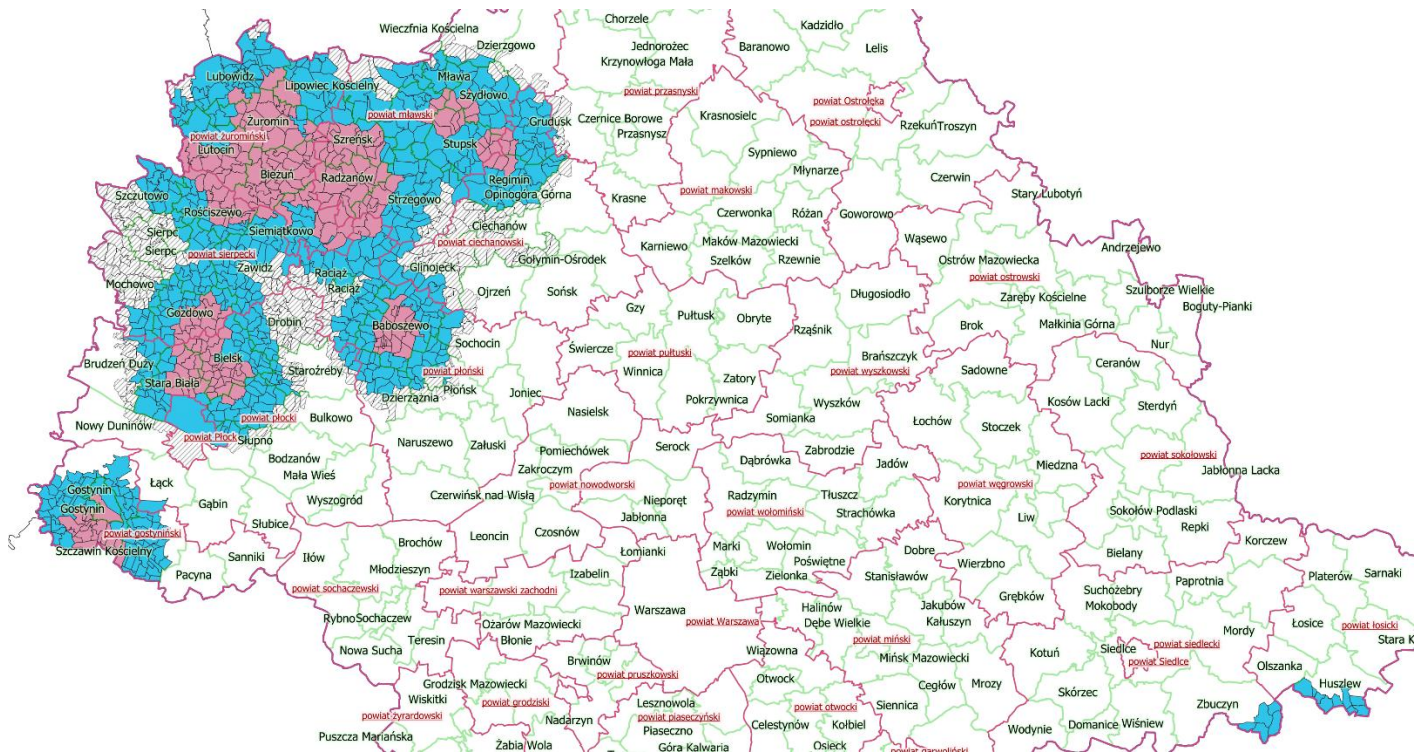 Chorzele
Kadzidło
Wieczfnia Kościelna
Dzierzgowo
Jednorożec
Baranowo
Lelis
Krzynowłoga Mała
Lubowidz
Lipowiec Kościelny
Mława
Szydłowo
powiat przasnyski
powiat Ostrołęka
powiat mławski
Krasnosielc
powiat ostrołęcki
Żuromin
Grudusk
Czernice Borowe
Rzekuń
Troszyn
powiat żuromiński
Szreńsk
Przasnysz
Lutocin
Stupsk
Sypniewo
Młynarze
Bieżuń
Radzanów
Regimin
powiat makowski
Czerwin
Szczutowo
Strzegowo
Opinogóra Górna
Krasne
Stary Lubotyń
Rościszewo
Czerwonka
Różan
Goworowo
Sierpc
Siemiątkowo
Ciechanów
powiat ciechanowski
Karniewo
Maków Mazowiecki
Wąsewo
Andrzejewo
Sierpc
powiat sierpecki
Gołymin-Ośrodek
Szelków
Rzewnie
Ostrów Mazowiecka
Zawidz
Raciąż
Glinojeck
powiat ostrowski
Mochowo
Raciąż
Ojrzeń
Sońsk
Długosiodło
Zaręby Kościelne
Szulborze Wielkie
Gozdowo
Drobin
Gzy
Pułtusk
Obryte
Boguty-Pianki
Baboszewo
Rząśnik
Brok
Małkinia Górna
Sochocin
Świercze
powiat pułtuski
Nur
Bielsk
Brańszczyk
Brudzeń Duży
Staroźreby
powiat płoński
Winnica
powiat wyszkowski
Sadowne
Ceranów
Stara Biała
Płońsk
Joniec
Zatory
Dzierzążnia
Pokrzywnica
Wyszków
Kosów Lacki
Sterdyń
powiat płocki
Bulkowo
Nasielsk
Somianka
Łochów
Stoczek
Nowy Duninów
powiat Płock
Słupno
Naruszewo
Załuski
Pomiechówek
Serock
Zabrodzie
Bodzanów
Dąbrówka
Jadów
powiat sokołowski
Łąck
Mała Wieś
Zakroczym
Miedzna
Jabłonna Lacka
Gostynin
powiat nowodworski
powiat węgrowski
Wyszogród
Czerwińsk nad Wisłą
Nieporęt
Radzymin
Tłuszcz
Korytnica
Gostynin
Gąbin
Jabłonna
powiat wołomiński
Strachówka
Sokołów Podlaski
Słubice
Liw
Repki
powiat gostyniński
Brochów
Leoncin
Czosnów
Szczawin Kościelny
Sanniki
Iłów
Łomianki
Marki
Wołomin
Dobre
Bielany
Korczew
Pacyna
Młodzieszyn
Izabelin
Ząbki
Poświętne
Wierzbno
Zielonka
Stanisławów
Platerów
Sarnaki
powiat sochaczewski
powiat warszawski zachodni
Suchożebry
Paprotnia
Grębków
Mokobody
Rybno
Sochaczew
Warszawa
powiat Warszawa
Halinów
Jakubów
Ożarów Mazowiecki
Dębe Wielkie
Kałuszyn
Łosice
powiat łosicki
Teresin
Błonie
powiat miński
Mordy
Stara K
Nowa Sucha
Wiązowna
Kotuń
Siedlce
powiat siedlecki
Brwinów
Mińsk Mazowiecki
powiat Siedlce
Olszanka
powiat pruszkowski
Otwock
Grodzisk Mazowiecki
Cegłów
Mrozy
Skórzec
Huszlew
Wiskitki
powiat grodziski
Lesznowola
powiat otwocki
Siennica
Zbuczyn
powiat żyrardowski
Nadarzyn
powiat piaseczyński
Piaseczno
Celestynów
Kołbiel
Wodynie
Domanice
Wiśniew
Puszcza Mariańska
Żabia Wola
Góra Kalwaria
Osieck
powiat garwoliński